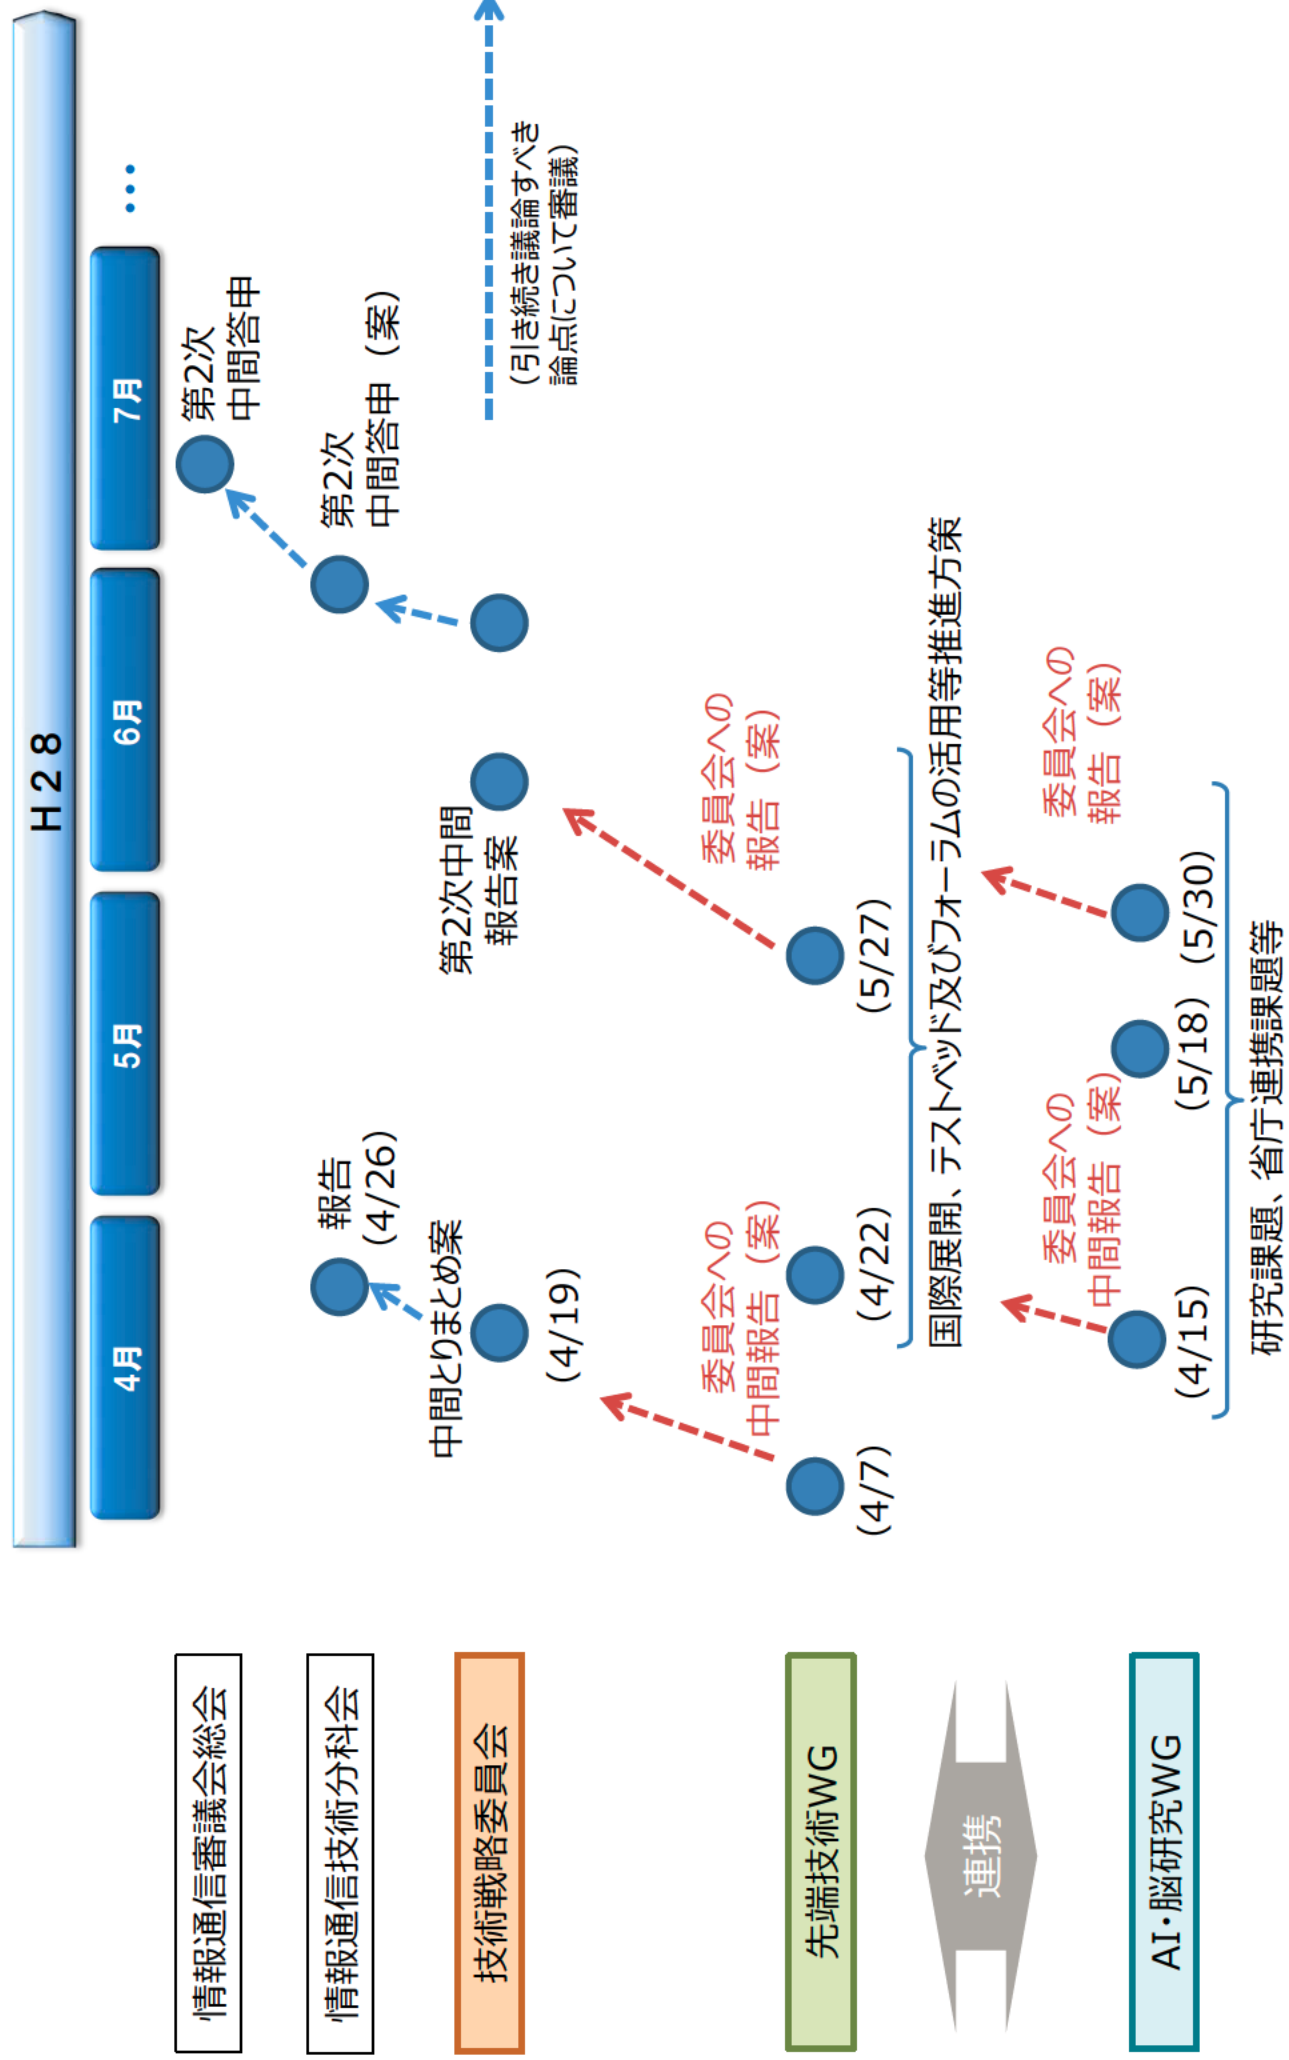 H28
4月
5月
6月
7月
…
情報通信審議会総会
第2次
中間答申
情報通信技術分科会
報告
(4/26)
第2次
中間答申（案）
技術戦略委員会
中間とりまとめ案
(4/19)
第2次中間
報告案
（引き続き議論すべき
論点について審議）
先端技術WG
委員会への
中間報告（案）
委員会への
報告（案）
(4/7)
(4/22)
(5/27)
国際展開、テストベッド及びフォーラムの活用等推進方策
連携
AI・脳研究WG
委員会への
中間報告（案）
委員会への
報告（案）
(4/15)
(5/18)
(5/30)
研究課題、省庁連携課題等